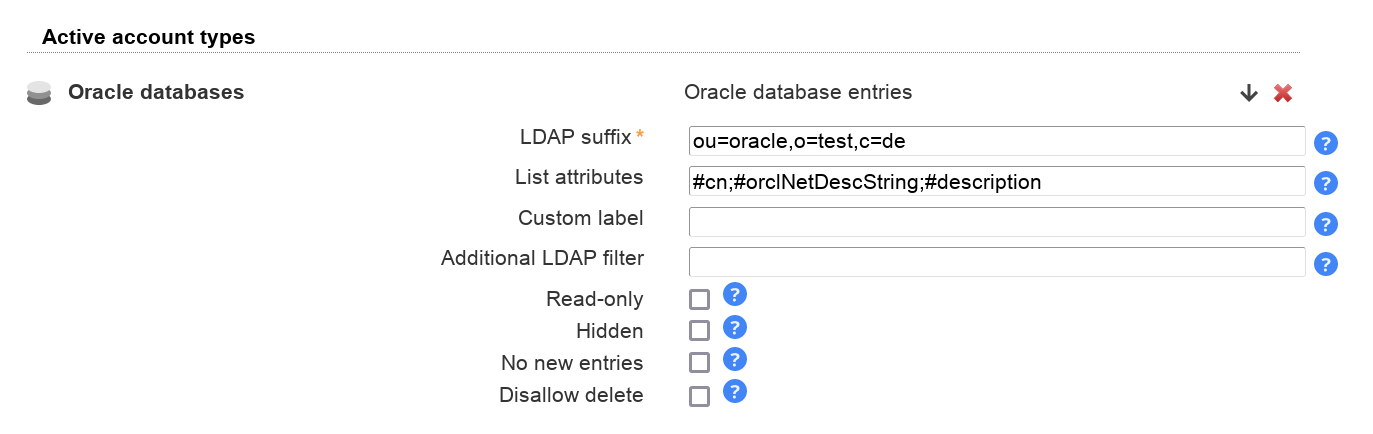 Active account types
Oracle databases Oracle database entries
LDAP suffix * ou=oracle,o=test,c=de ?
List attributes #cn;#orclNetDescString;#description ?
Custom label ?
Additional LDAP filter ?
Read-only ?
Hidden ?
No new entries ?
Disallow delete ?